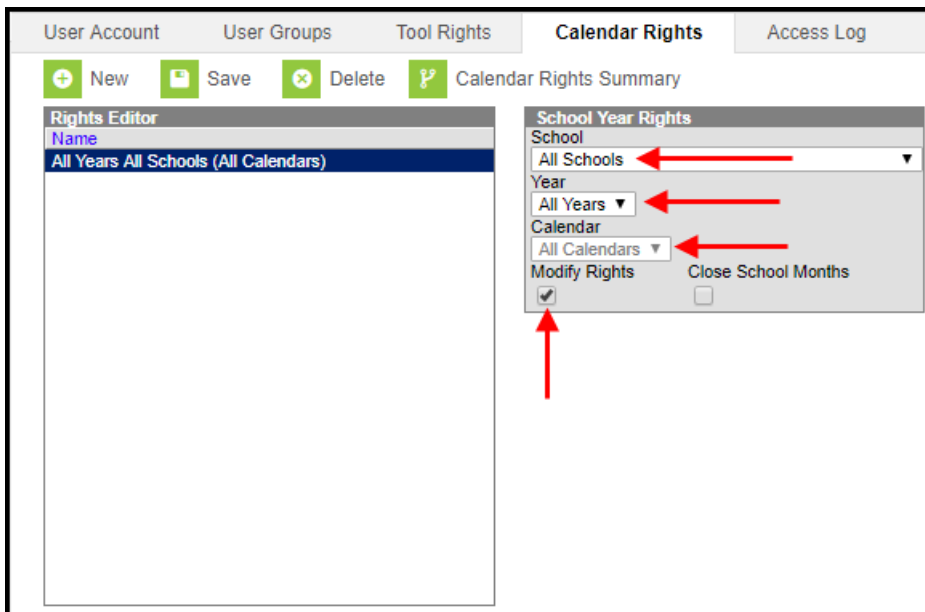 User Account User Groups Tool Rights Calendar Rights Access Log
New Save Delete Calendar Rights Summary
Rights Editor
Name
All Years All Schools (All Calendars)
School Year Rights
School
All Schools
Year
All Years
Calendar
All Calendars
Modify Rights Close School Months